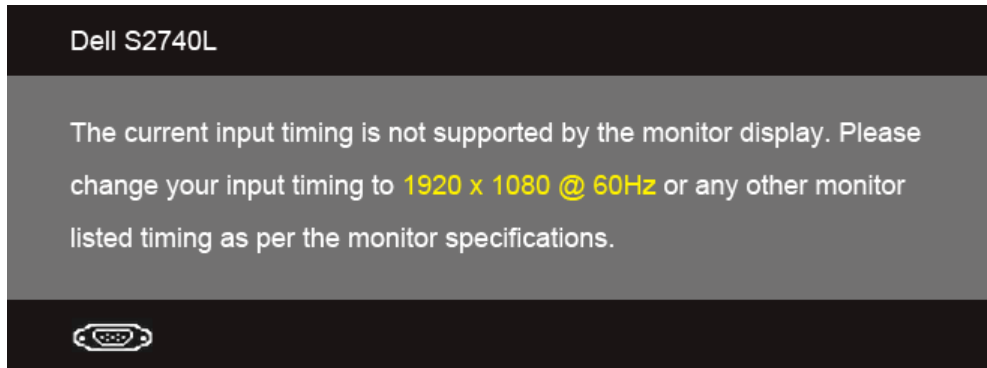 Dell S2740L
The current input timing is not supported by the monitor display. Please
change your input timing to 1920 x 1080 @ 60Hz or any other monitor
listed timing as per the monitor specifications.